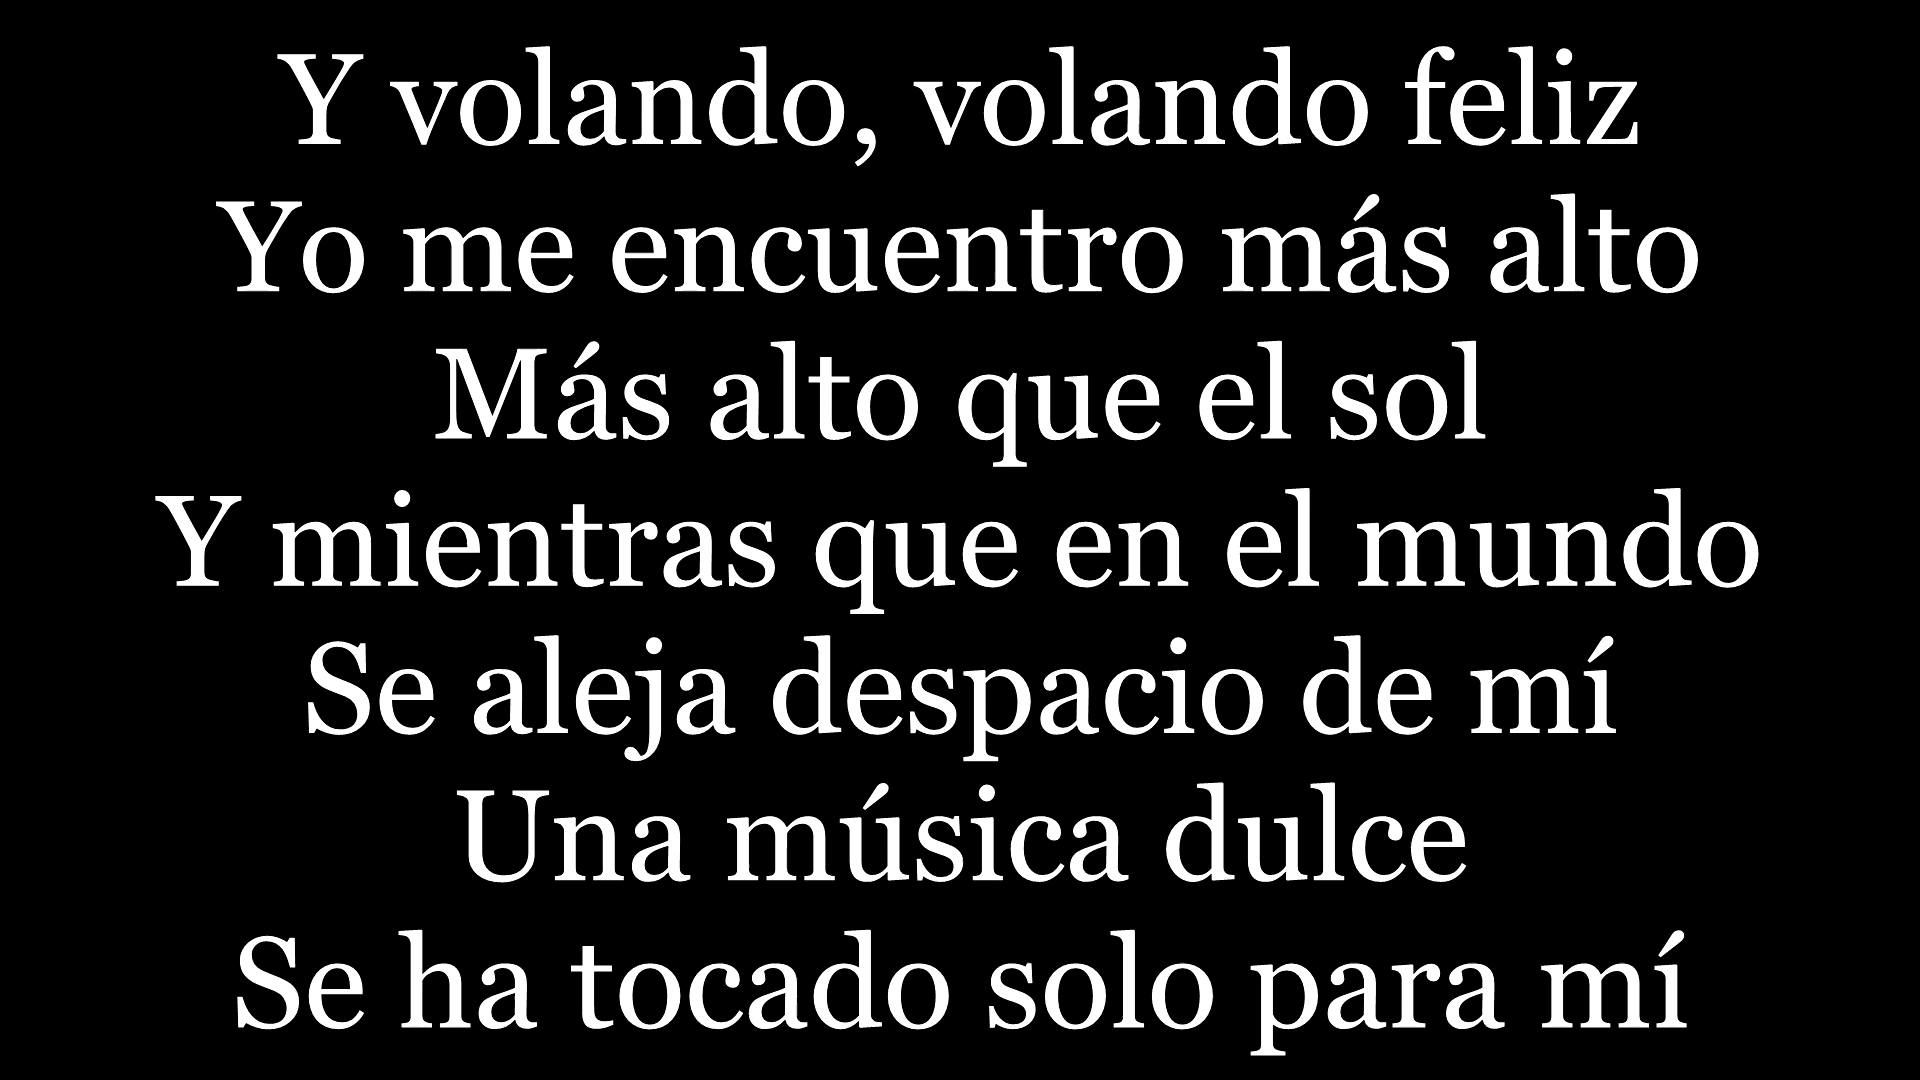 Y volando, volando feliz
Yo me encuentro más alto
Más alto que el sol
Y mientras que en el mundo
Se aleja despacio de mí
Una música dulce
Se ha tocado solo para mí